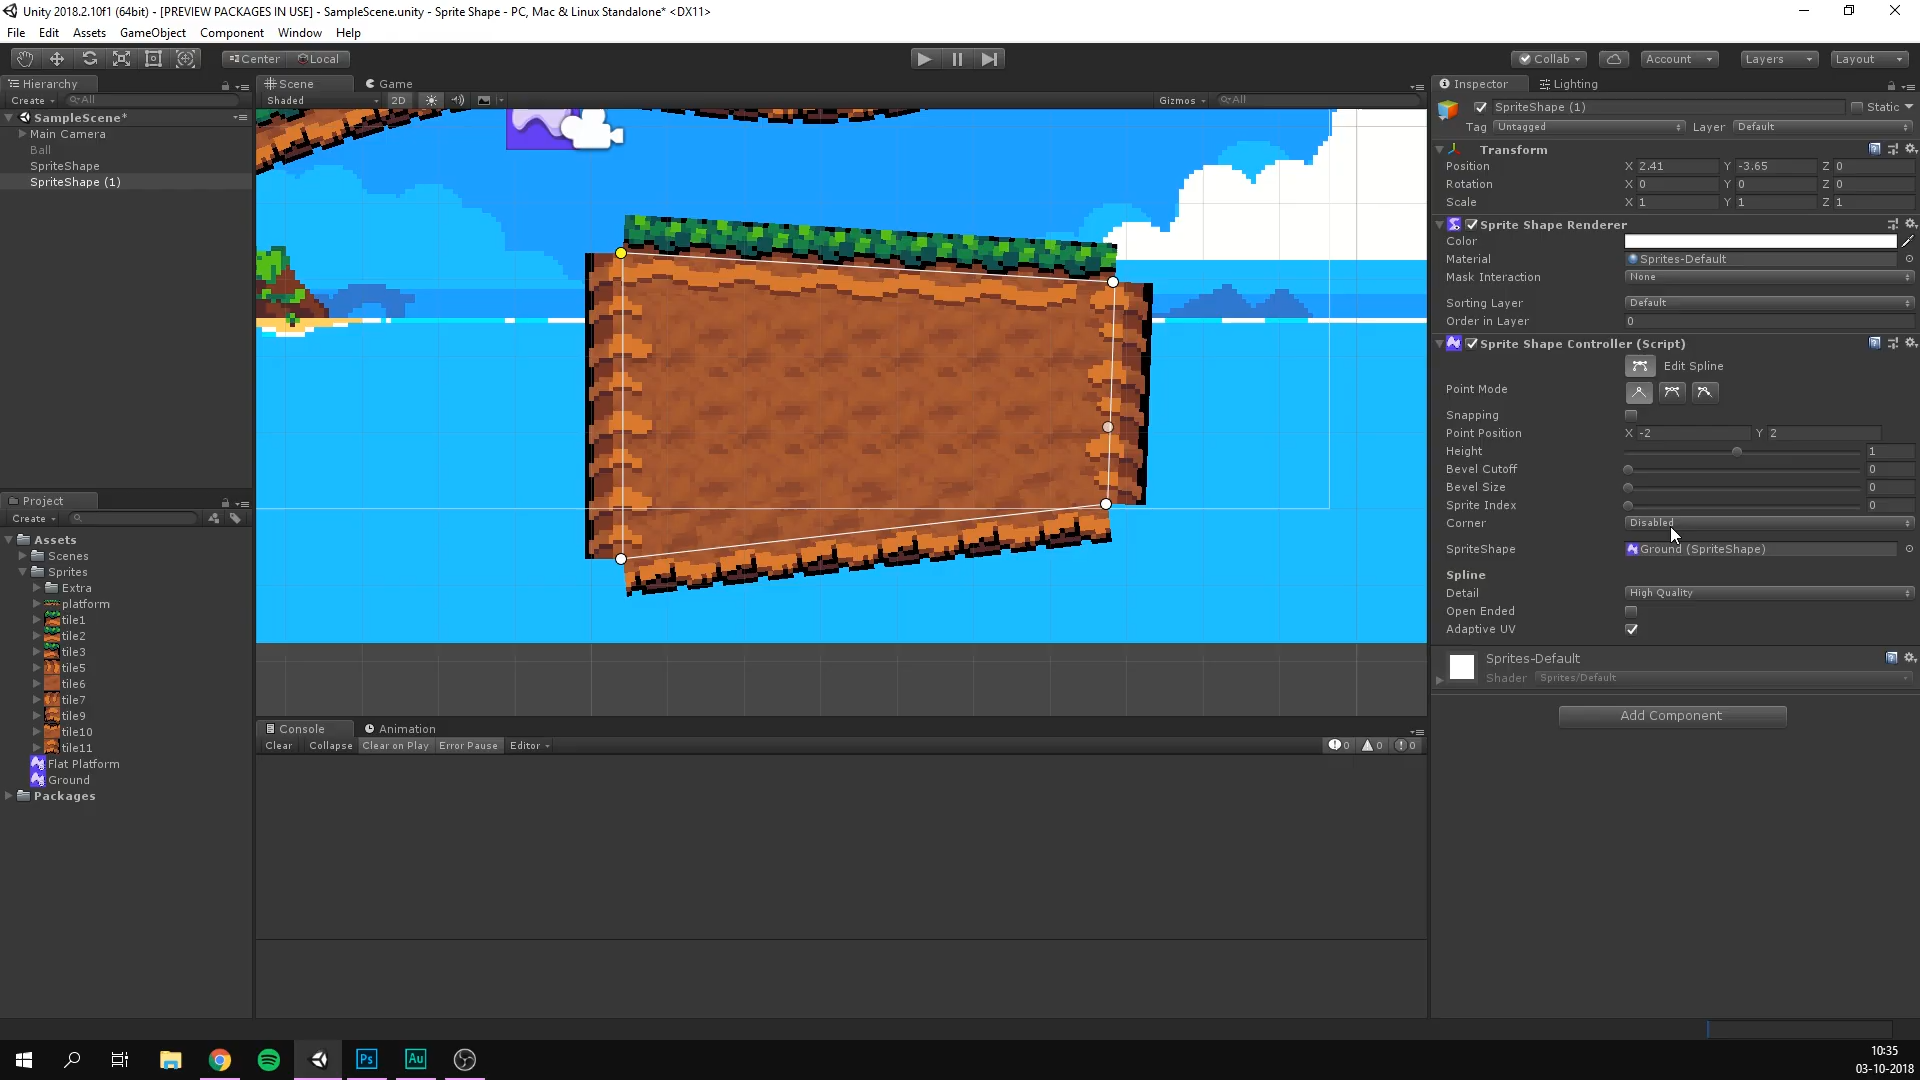 Unity 2018.2.10f1 (64bit) - [PREVIEW PACKAGES IN USE] - SampleScene.unity - Sprite Shape - PC, Mac & Linux Standalone* <DX11>
File Edit Assets GameObject Component Window Help
Center Local Collab Account Layers Layout
Hierarchy
Create All
SampleScene*
Main Camera
Ball
SpriteShape
SpriteShape (1)
Scene Game
Shaded 2D Gizmos All
Project
Create
Assets
Scenes
Sprites
Extra
platform
tile1
tile2
tile3
tile5
tile6
tile7
tile9
tile10
tile11
Flat Platform
Ground
Packages
Console Animation
Clear Collapse Clear on Play Error Pause Editor 0 0 0
Inspector Lighting
SpriteShape (1) Static
Tag Untagged Layer Default
Transform
Position X 2.41 Y -3.65 Z 0
Rotation X 0 Y 0 Z 0
Scale X 1 Y 1 Z 1
Sprite Shape Renderer
Color
Material Sprites-Default
Mask Interaction None
Sorting Layer Default
Order in Layer 0
Sprite Shape Controller (Script)
Edit Spline
Point Mode
Snapping
Point Position X -2 Y 2
Height 1
Bevel Cutoff 0
Bevel Size 0
Sprite Index 0
Corner Disabled
SpriteShape Ground (SpriteShape)
Spline
Detail High Quality
Open Ended
Adaptive UV
Sprites-Default
Shader Sprites/Default
Add Component
Ps Au
10:35
03-10-2018